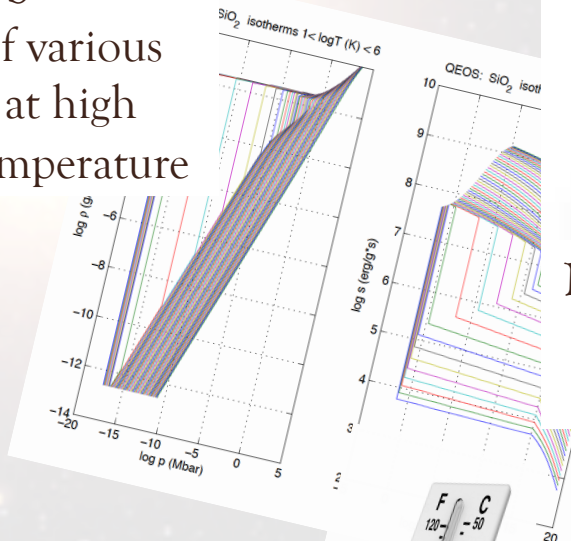 f various
at high
mperature
SiO2 isotherms 1< logT (K) <6
log ρ (g
-6
-8
-10
-12
-14
-20
-15
-10
-5
0
5
log p (Mbar)
QEOS: SiO2
10
9
8
7
6
5
4
3
log s (erg/g*s)
20
F C
120 50